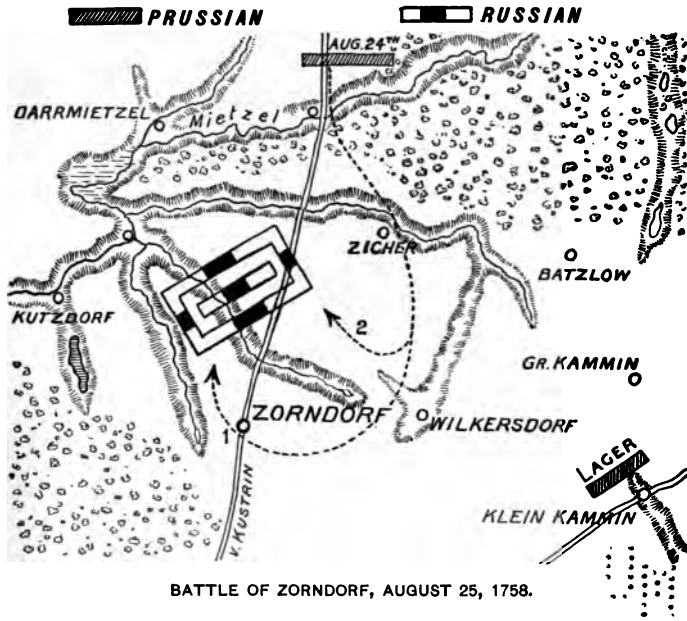 PRUSSIAN
RUSSIAN
AUG. 24TH
DARRMIETZEL
Mietzel
ZICHER
BATZLOW
KUTZDORF
2
GR. KAMMIN
ZORNDORF
1
WILKERSDORF
LAGER
V. KUSTRIN
KLEIN KAMMIN
BATTLE OF ZORNDORF, AUGUST 25, 1758.